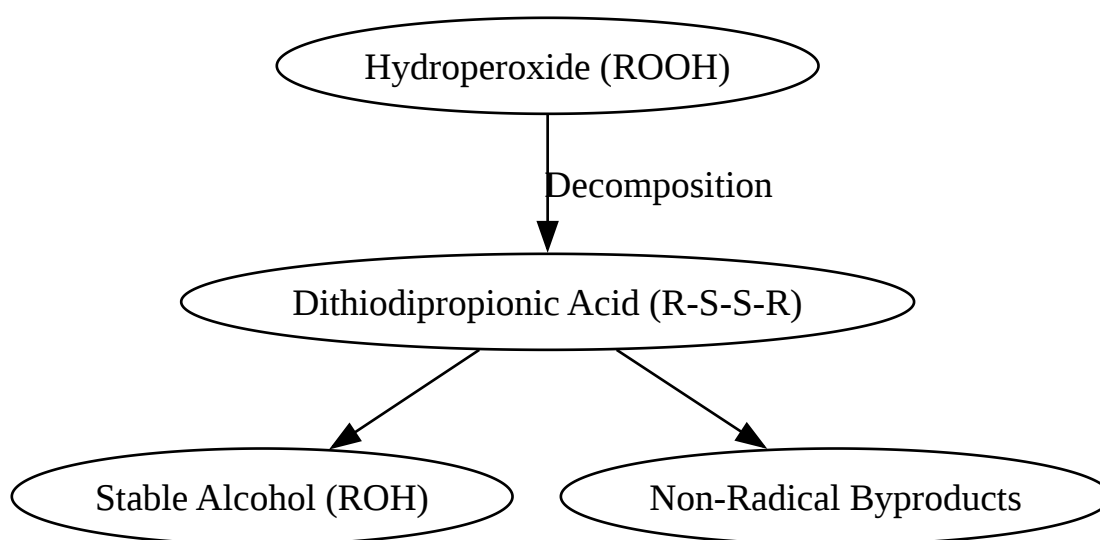 Hydroperoxide (ROOH)
Decomposition
Dithiodipropionic Acid (R-S-S-R)
Stable Alcohol (ROH)
Non-Radical Byproducts